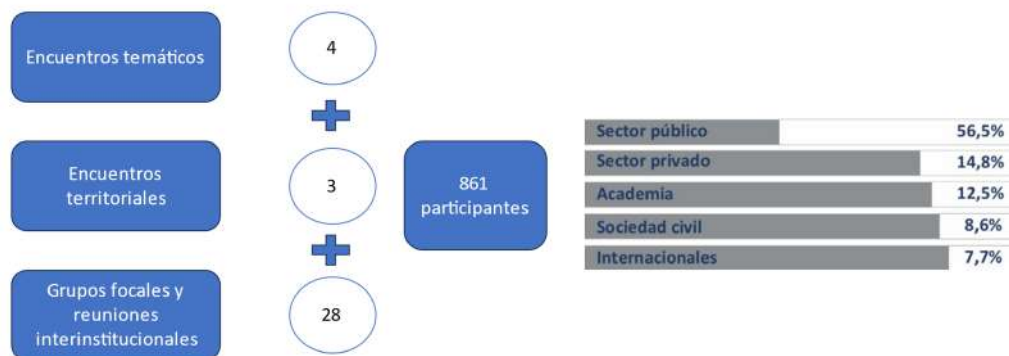 Encuentros temáticos
4
Encuentros
territoriales
3
Grupos focales y
reuniones
interinstitucionales
28
861
participantes
Sector público 56,5%
Sector privado 14,8%
Academia 12,5%
Sociedad civil 8,6%
Internacionales 7,7%